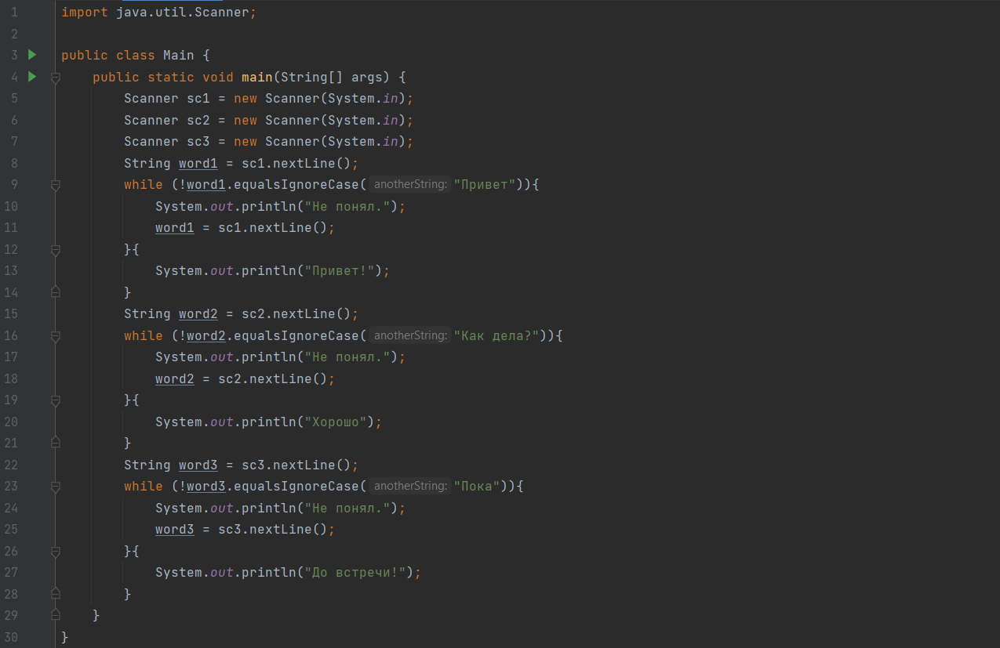 1 import java.util.Scanner;
2
3 public class Main {
4 public static void main(String[] args) {
5 Scanner sc1 = new Scanner(System.in);
6 Scanner sc2 = new Scanner(System.in);
7 Scanner sc3 = new Scanner(System.in);
8 String word1 = sc1.nextLine();
9 while (!word1.equalsIgnoreCase( anotherString: "Привет")){
10 System.out.println("Не понял.");
11 word1 = sc1.nextLine();
12 }{
13 System.out.println("Привет!");
14 }
15 String word2 = sc2.nextLine();
16 while (!word2.equalsIgnoreCase( anotherString: "Как дела?")){
17 System.out.println("Не понял.");
18 word2 = sc2.nextLine();
19 }{
20 System.out.println("Хорошо");
21 }
22 String word3 = sc3.nextLine();
23 while (!word3.equalsIgnoreCase( anotherString: "Пока")){
24 System.out.println("Не понял.");
25 word3 = sc3.nextLine();
26 }{
27 System.out.println("До встречи!");
28 }
29 }
30 }